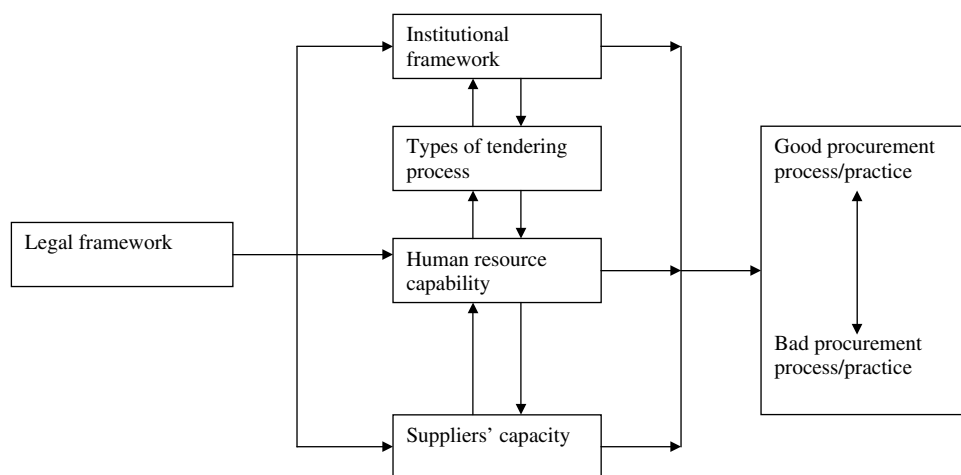 Institutional
framework
Types of tendering
process
Legal framework
Human resource
capability
Suppliers’ capacity
Good procurement
process/practice
Bad procurement
process/practice